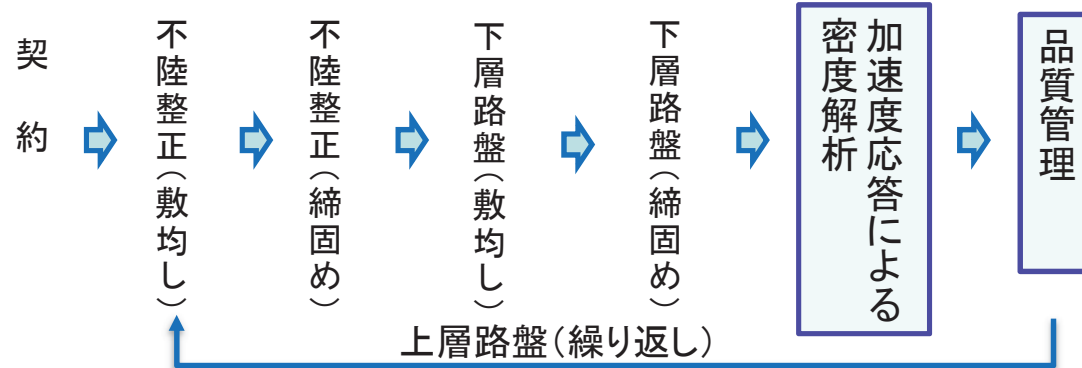 契約
不陸整正（敷均し）
不陸整正（締固め）
下層路盤（敷均し）
下層路盤（締固め）
加速度応答による
密度解析
品質管理
上層路盤（繰り返し）